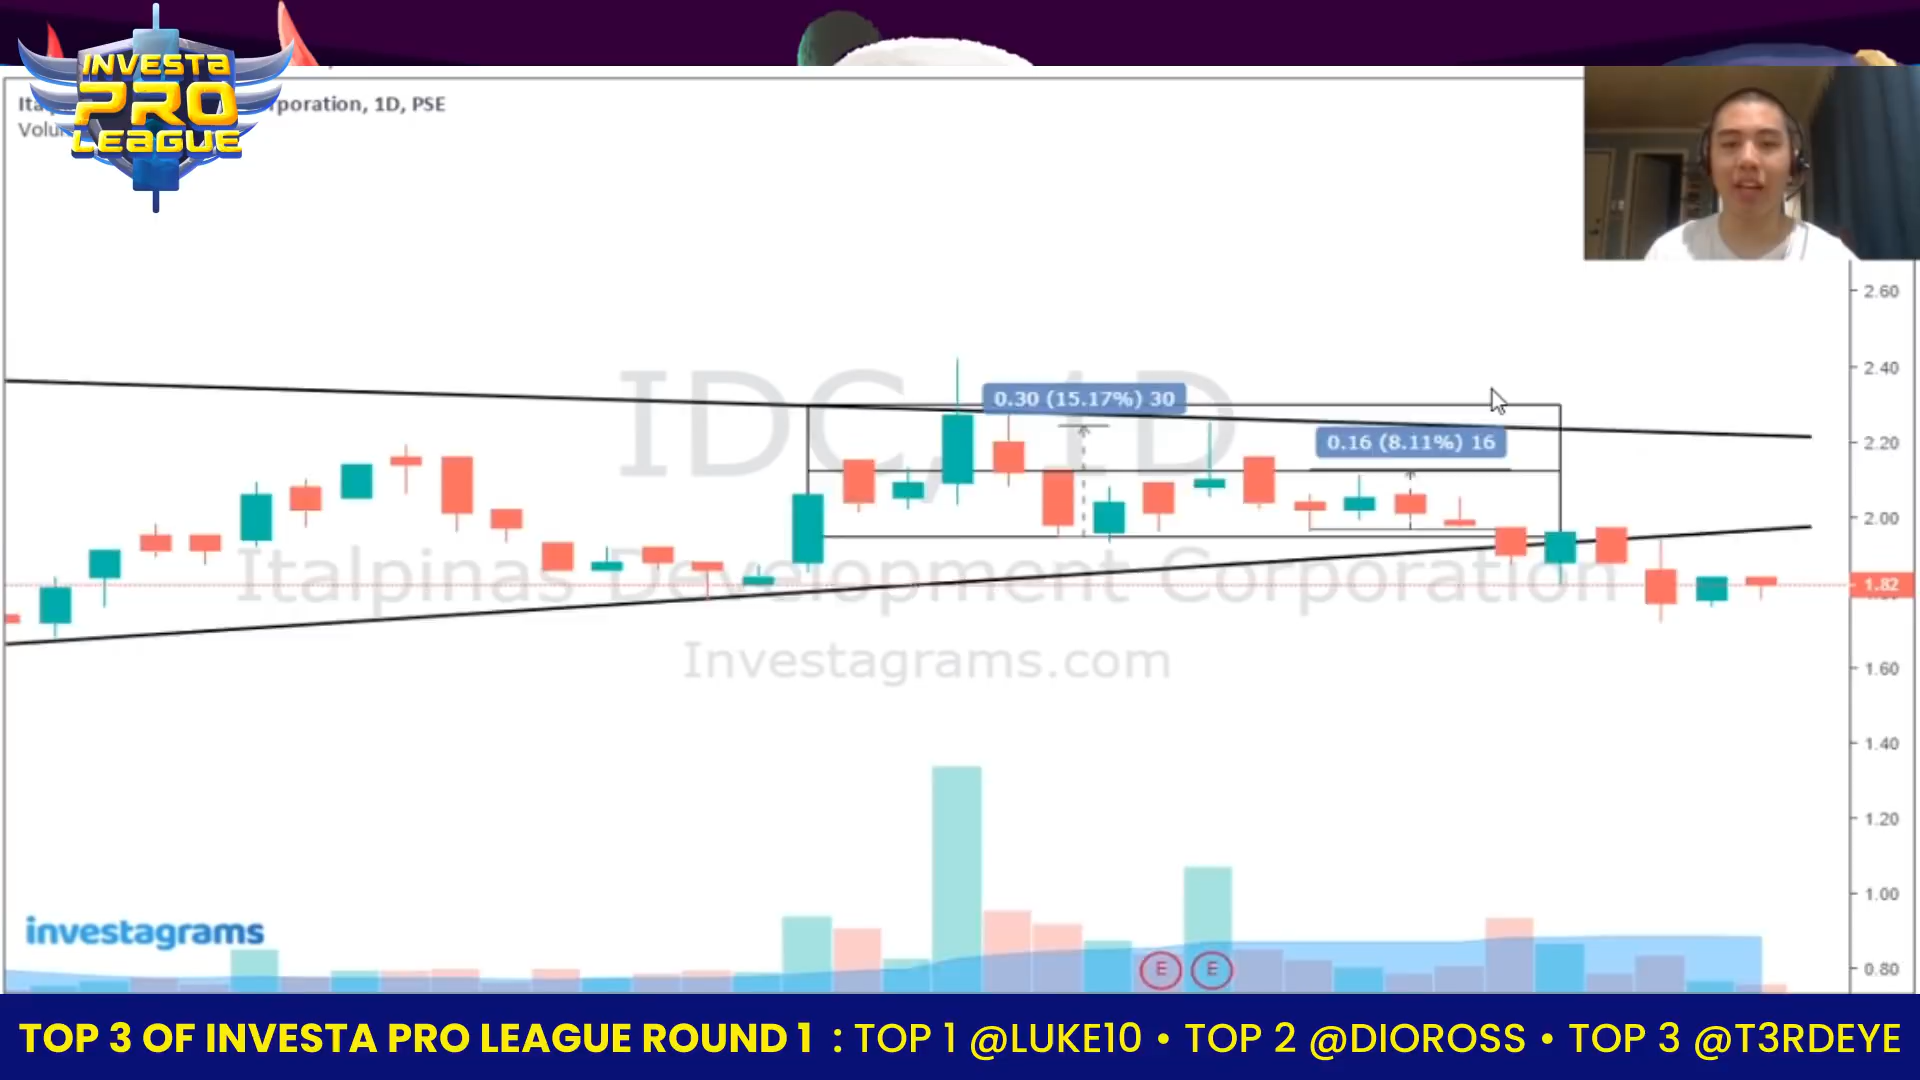 INVESTA
PRO
LEAGUE
Ita
rporation, 1D, PSE
Volu
IDC, 1D
Italpinas Development Corporation
Investagrams.com
0.30 (15.17%) 30
0.16 (8.11%) 16
2.60
2.40
2.20
2.00
1.82
1.60
1.40
1.20
1.00
0.80
investagrams
E
E
TOP 3 OF INVESTA PRO LEAGUE ROUND 1 : TOP 1 @LUKE10 • TOP 2 @DIOROSS • TOP 3 @T3RDEYE